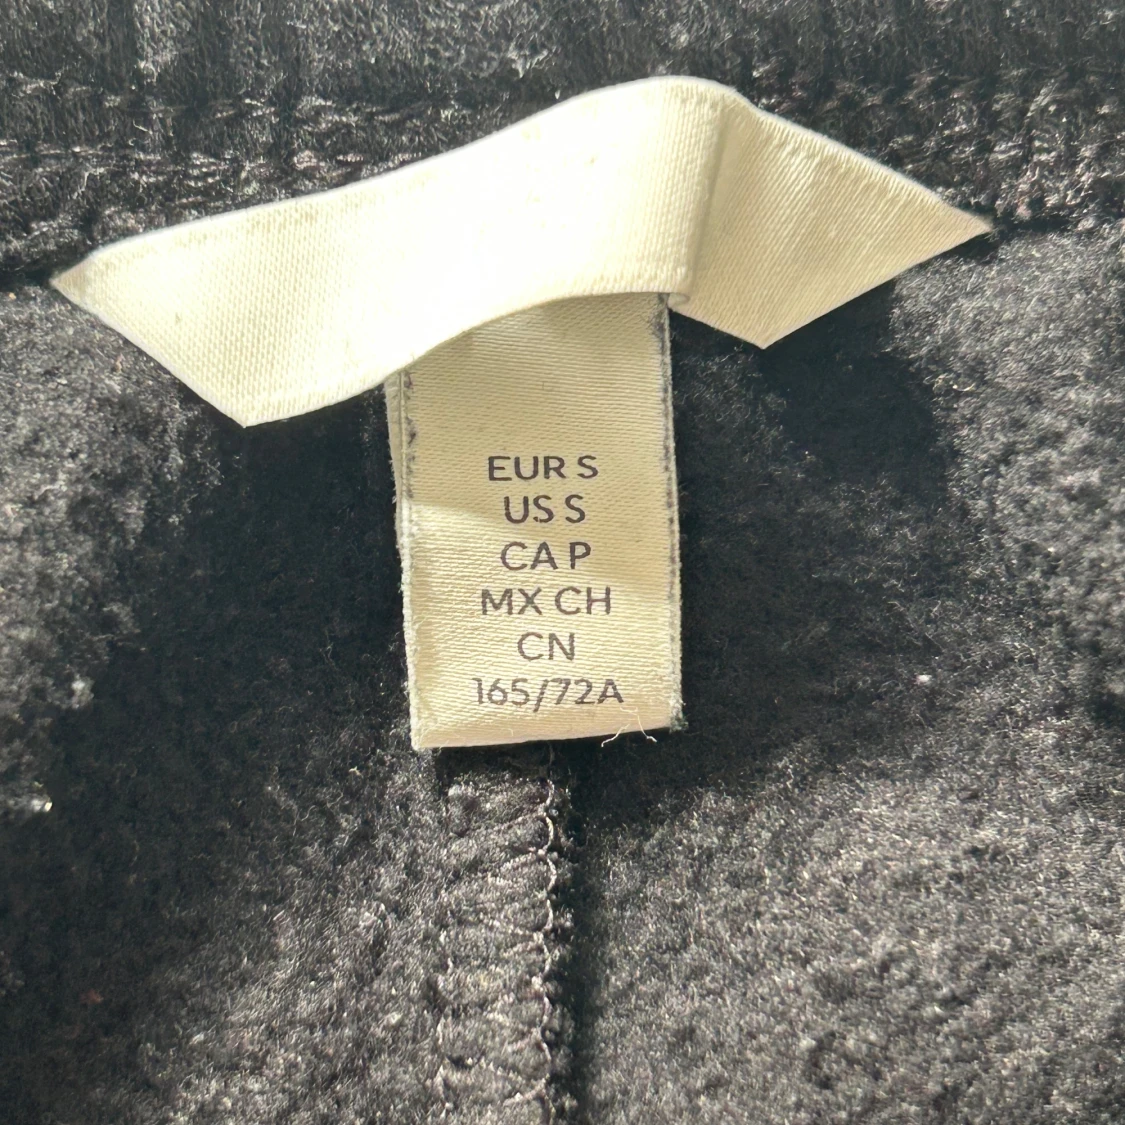 EUR S
US S
CA P
MX CH
CN
165/72A